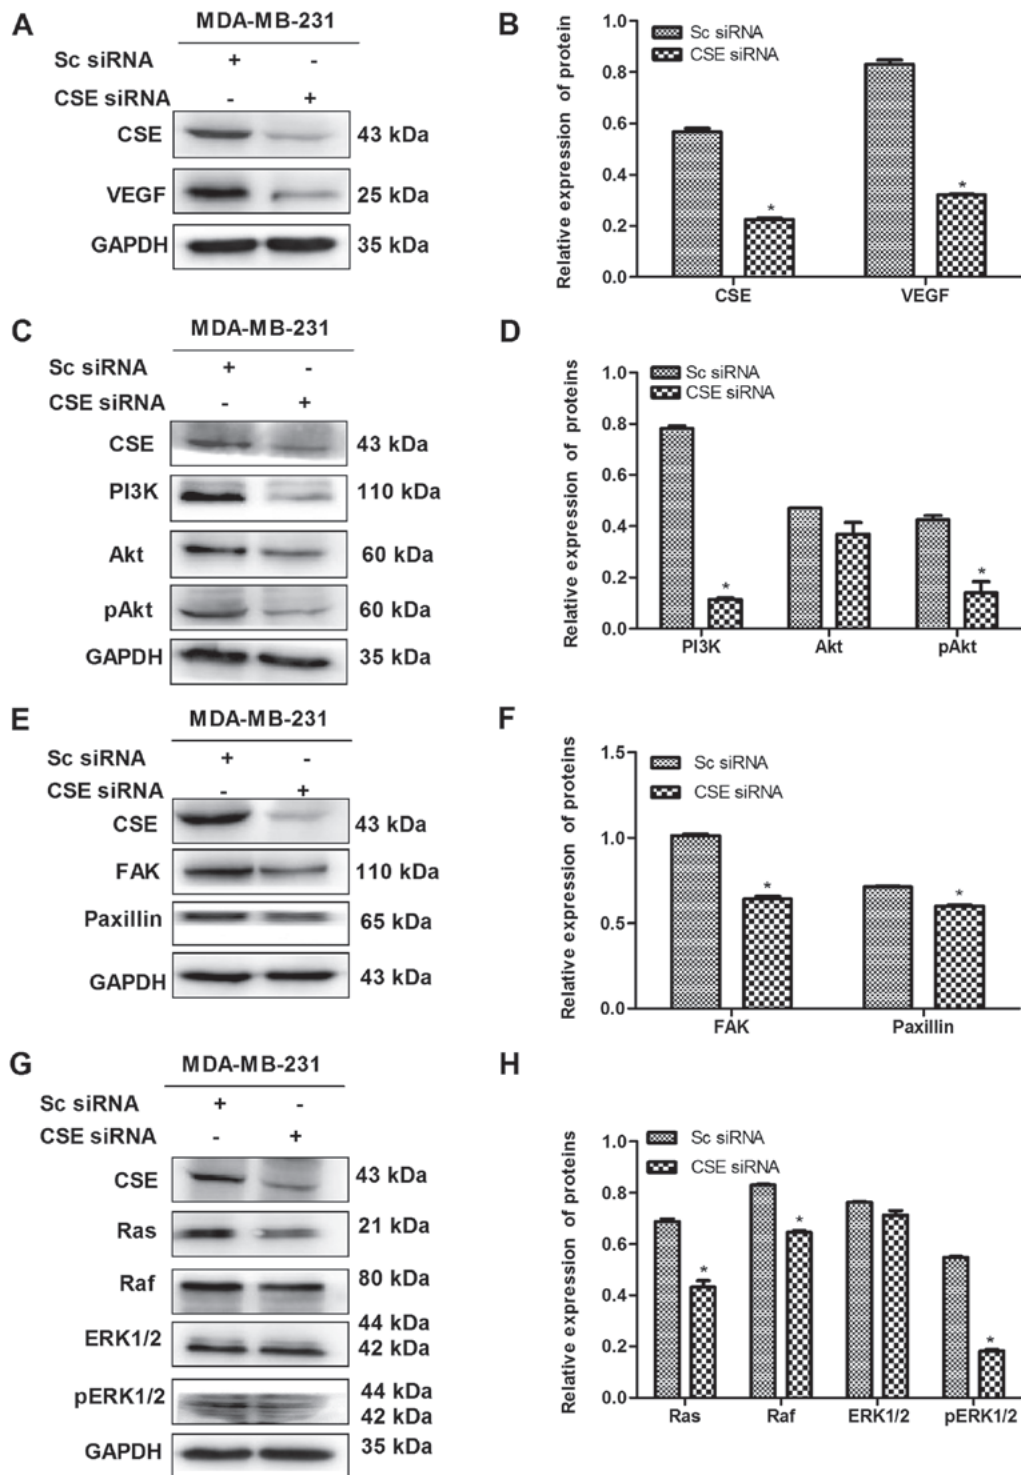 A
MDA-MB-231
Sc siRNA + -
CSE siRNA - +
CSE 43 kDa
VEGF 25 kDa
GAPDH 35 kDa
B
Relative expression of protein
1.0
0.8
0.6
0.4
0.2
0.0
Sc siRNA
CSE siRNA
* *
CSE VEGF
C
MDA-MB-231
Sc siRNA + -
CSE siRNA - +
CSE 43 kDa
PI3K 110 kDa
Akt 60 kDa
pAkt 60 kDa
GAPDH 35 kDa
D
Relative expression of proteins
1.0
0.8
0.6
0.4
0.2
0.0
Sc siRNA
CSE siRNA
* *
PI3K Akt pAkt
E
MDA-MB-231
Sc siRNA + -
CSE siRNA - +
CSE 43 kDa
FAK 110 kDa
Paxillin 65 kDa
GAPDH 43 kDa
F
Relative expression of proteins
1.5
1.0
0.5
0.0
Sc siRNA
CSE siRNA
* *
FAK Paxillin
G
MDA-MB-231
Sc siRNA + -
CSE siRNA - +
CSE 43 kDa
Ras 21 kDa
Raf 80 kDa
ERK1/2 44 kDa
42 kDa
pERK1/2 44 kDa
42 kDa
GAPDH 35 kDa
H
Relative expression of proteins
1.0
0.8
0.6
0.4
0.2
0.0
Sc siRNA
CSE siRNA
* * *
Ras Raf ERK1/2 pERK1/2